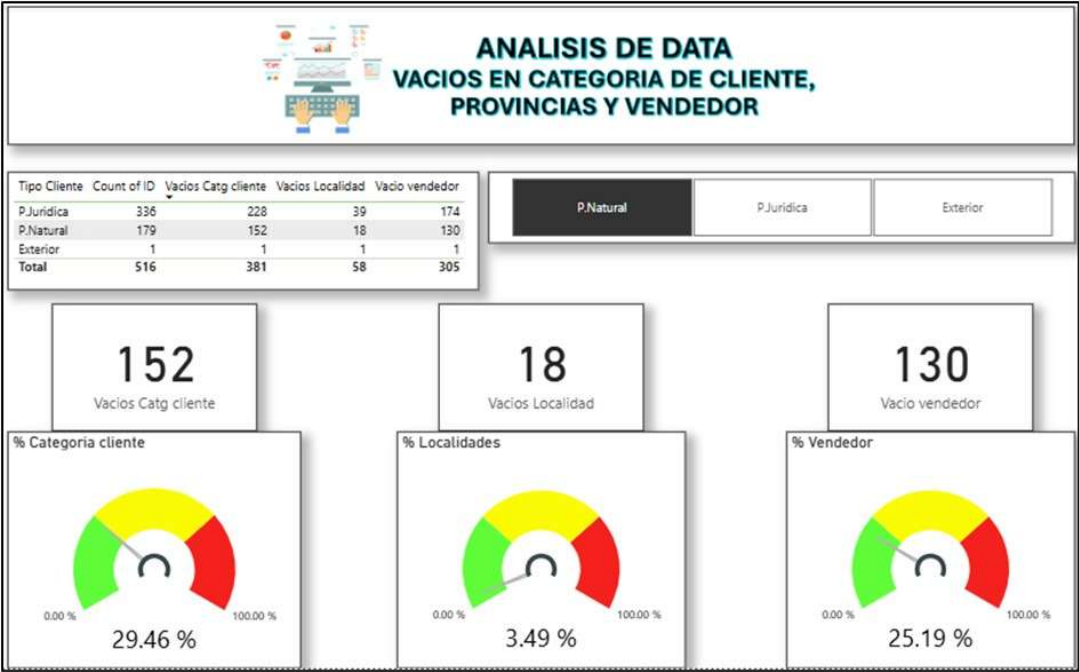 ANALISIS DE DATA
VACIOS EN CATEGORIA DE CLIENTE,
PROVINCIAS Y VENDEDOR
Tipo Cliente Count of ID Vacios Catg cliente Vacios Localidad Vacio vendedor
P.Juridica 336 228 39 174
P.Natural 179 152 18 130
Exterior 1 1 1 1
Total 516 381 58 305
P.Natural P.Juridica Exterior
152 18 130
Vacios Catg cliente Vacios Localidad Vacio vendedor
% Categoria cliente % Localidades % Vendedor
0.00 % 100.00 % 0.00 % 100.00 % 0.00 % 100.00 %
29.46 % 3.49 % 25.19 %